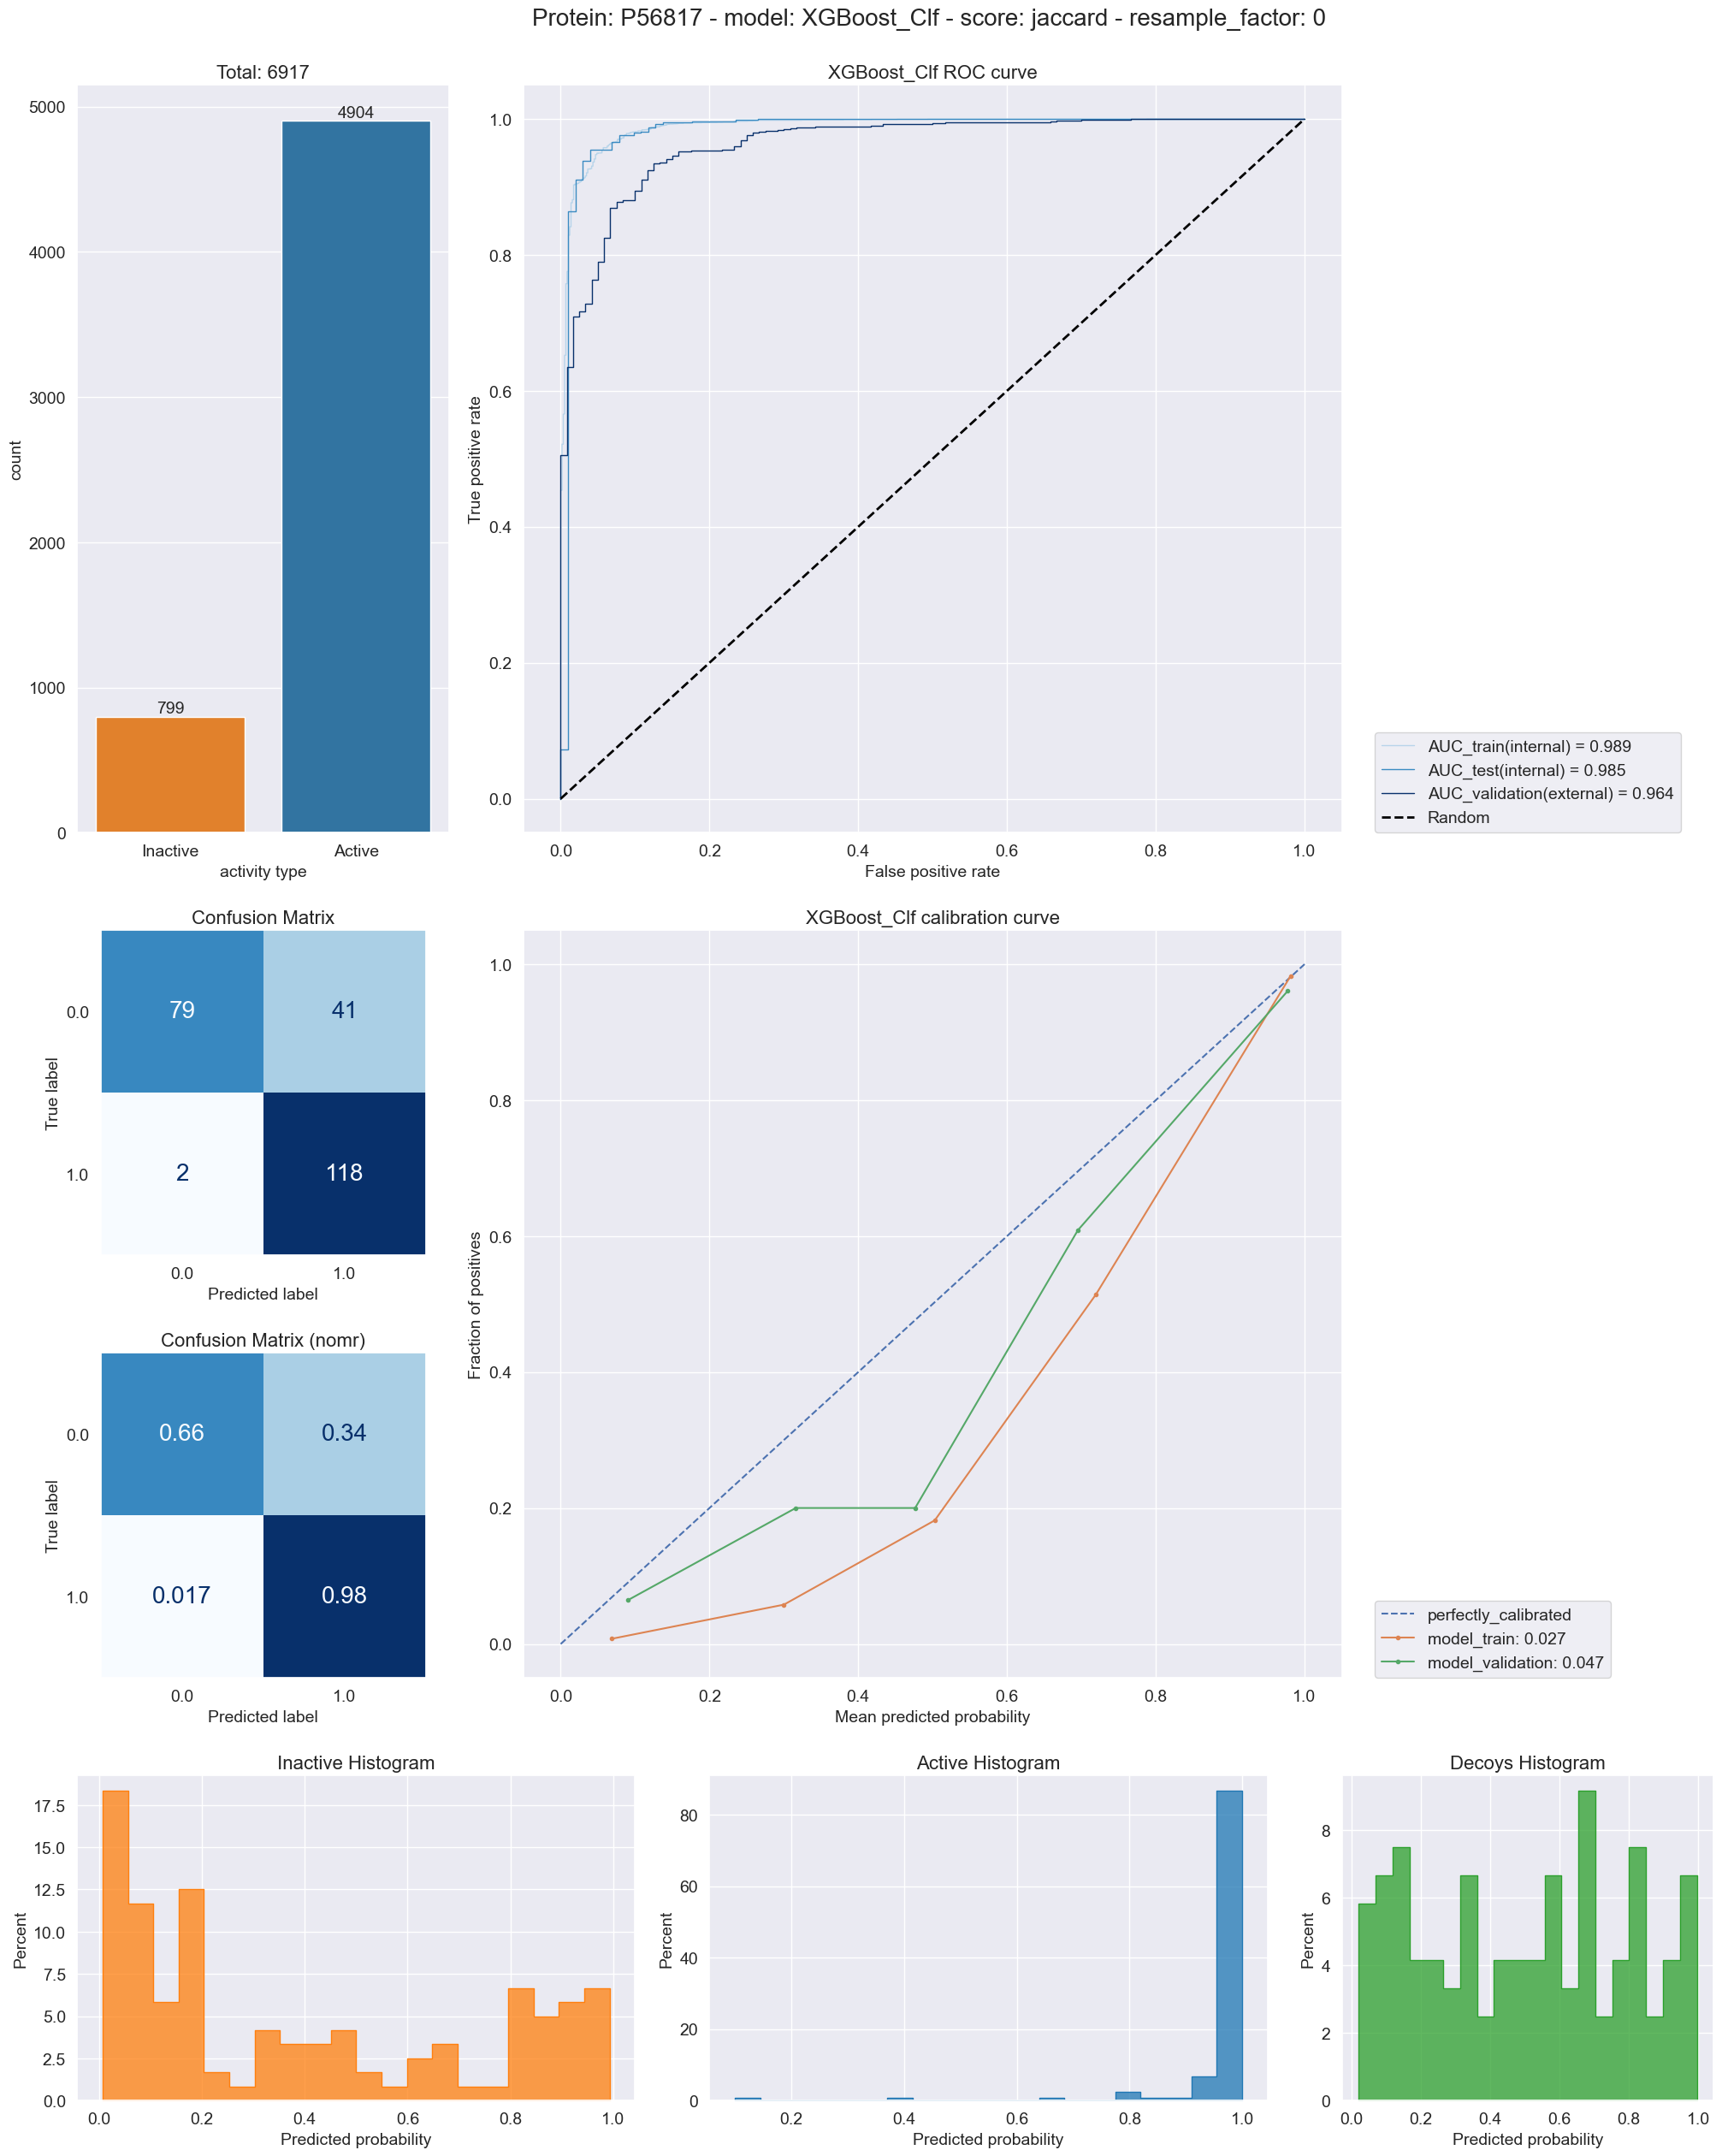 Protein: P56817 - model: XGBoost_Clf - score: jaccard - resample_factor: 0
Total: 6917
5000
4000
3000
2000
1000
0
count
4904
799
Inactive
Active
activity type
XGBoost_Clf ROC curve
1.0
0.8
0.6
0.4
0.2
0.0
True positive rate
0.0
0.2
0.4
0.6
0.8
1.0
False positive rate
AUC_train(internal) = 0.989
AUC_test(internal) = 0.985
AUC_validation(external) = 0.964
Random
Confusion Matrix
True label
0.0
79
41
1.0
2
118
0.0
1.0
Predicted label
Confusion Matrix (nomr)
True label
0.0
0.66
0.34
1.0
0.017
0.98
0.0
1.0
Predicted label
XGBoost_Clf calibration curve
1.0
0.8
0.6
0.4
0.2
0.0
Fraction of positives
0.0
0.2
0.4
0.6
0.8
1.0
Mean predicted probability
perfectly_calibrated
model_train: 0.027
model_validation: 0.047
Inactive Histogram
17.5
15.0
12.5
10.0
7.5
5.0
2.5
0.0
Percent
0.0
0.2
0.4
0.6
0.8
1.0
Predicted probability
Active Histogram
80
60
40
20
0
Percent
0.2
0.4
0.6
0.8
1.0
Predicted probability
Decoys Histogram
8
6
4
2
0
Percent
0.0
0.2
0.4
0.6
0.8
1.0
Predicted probability